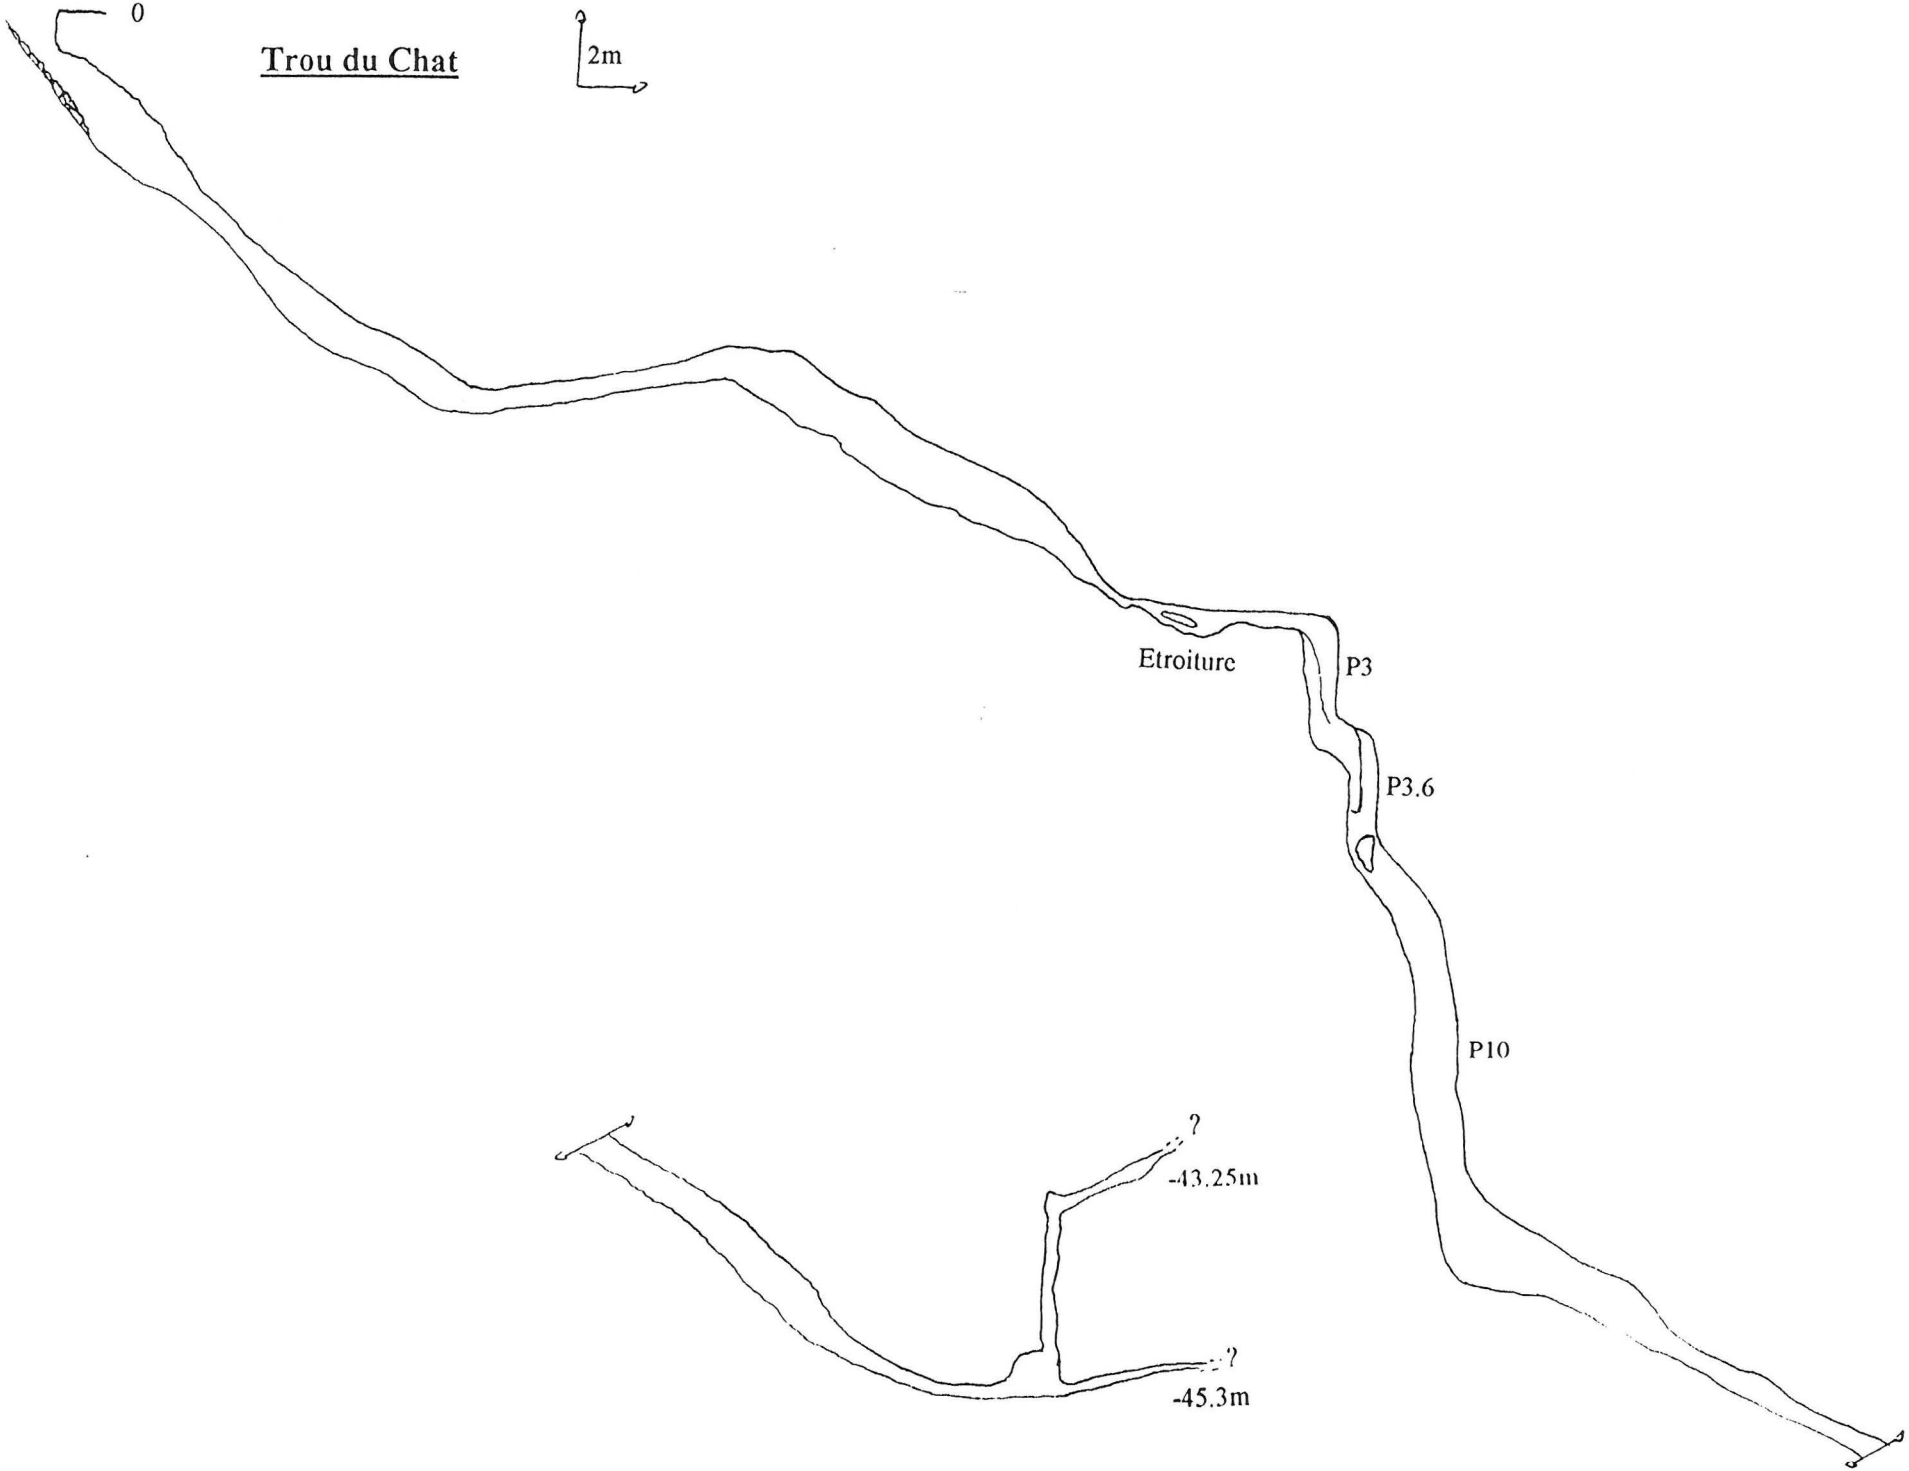 0
Trou du Chat
2m
Etroiture
P3
P3.6
P10
?
-43.25m
?
-45.3m